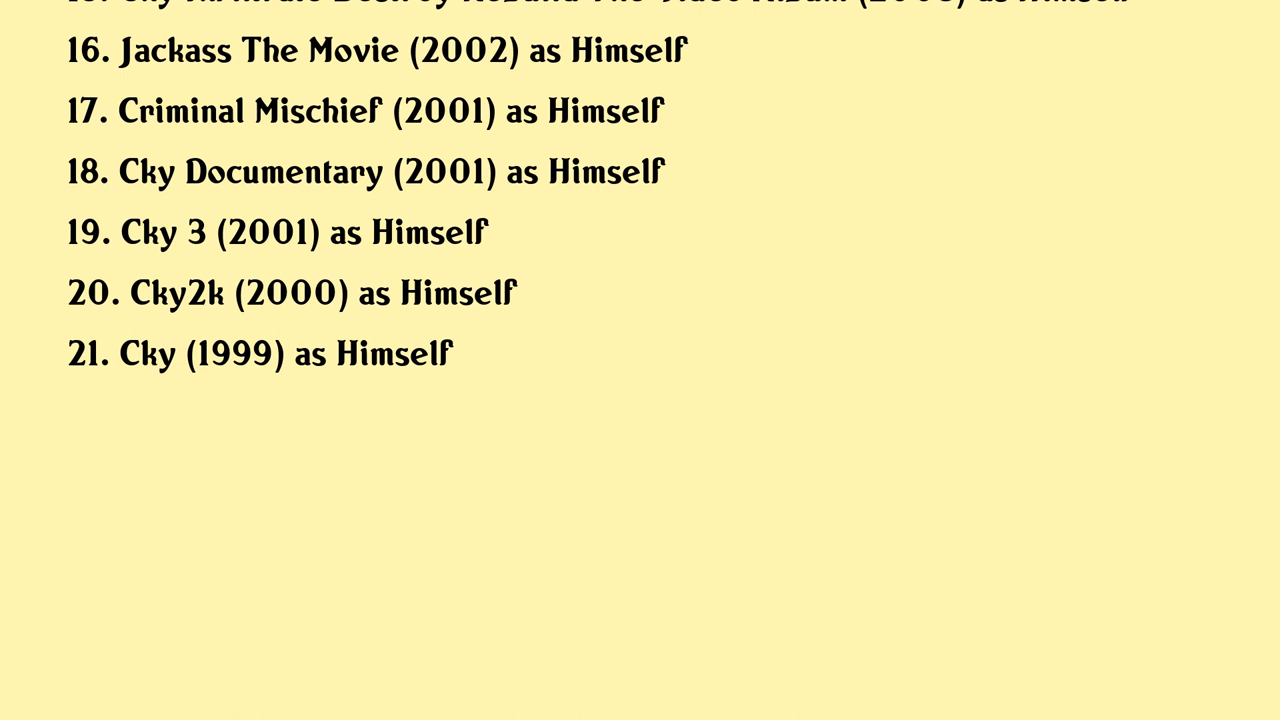 16. Jackass The Movie (2002) as Himself
17. Criminal Mischief (2001) as Himself
18. Cky Documentary (2001) as Himself
19. Cky 3 (2001) as Himself
20. Cky2k (2000) as Himself
21. Cky (1999) as Himself